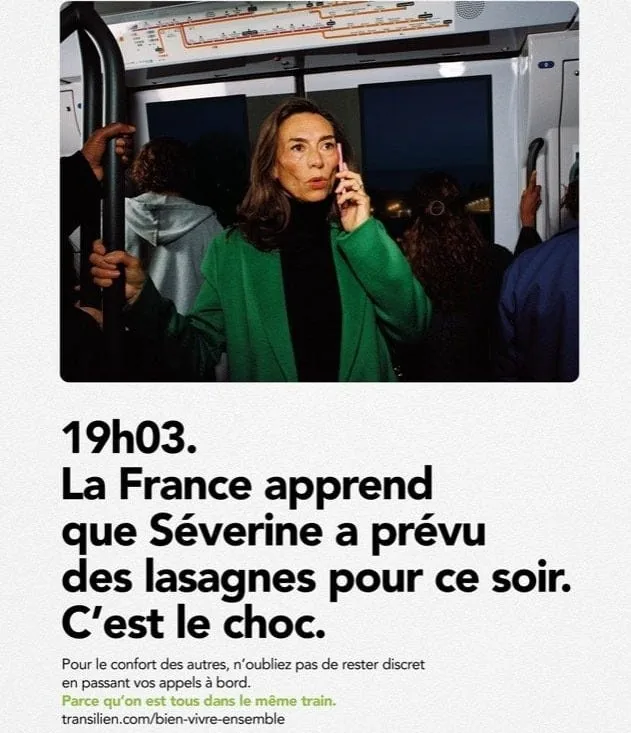 19h03.
La France apprend
que Séverine a prévu
des lasagnes pour ce soir.
C’est le choc.
Pour le confort des autres, n’oubliez pas de rester discret
en passant vos appels à bord.
Parce qu’on est tous dans le même train.
transilien.com/bien-vivre-ensemble